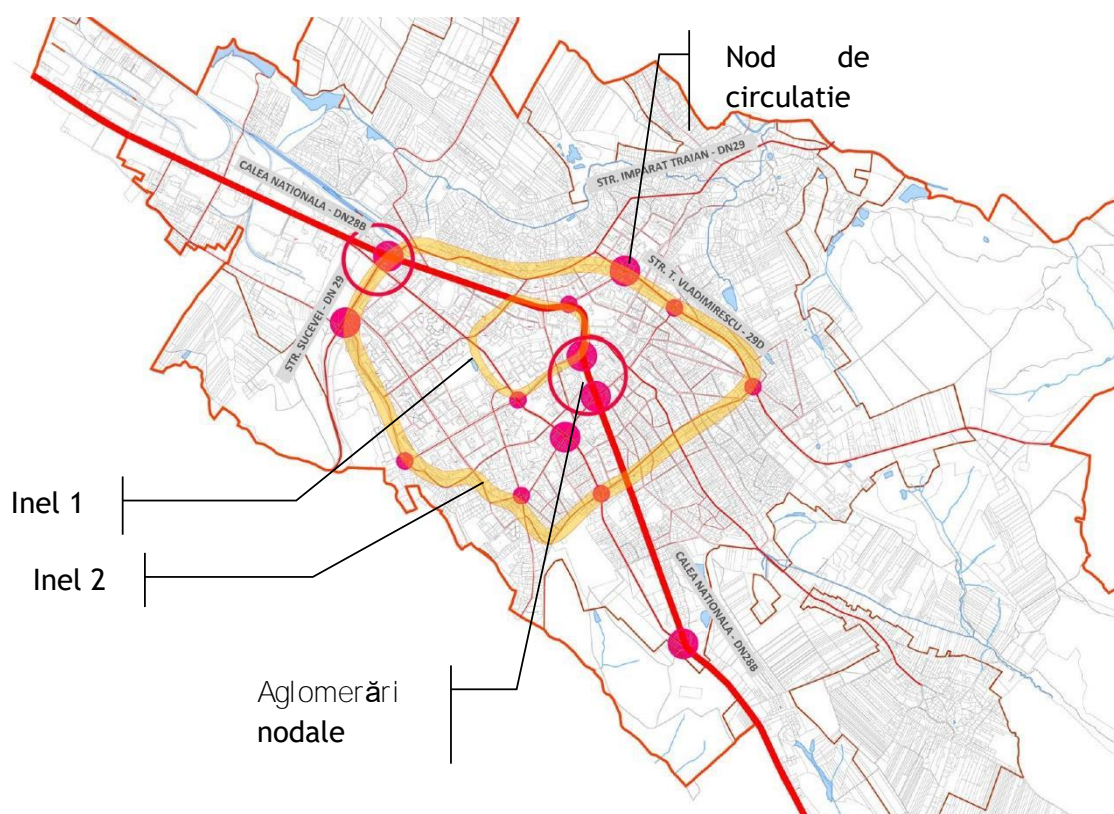 Nod de
circulatie
STR. IMPĂRAT TRAIAN - DN29
CALEA NATIONALA - DN28B
STR. T. VLADIMIRESCU - 29D
STR. SUCEVEI - DN 29
Inel 1
Inel 2
CALEA NATIONALA - DN28B
Aglomerări
nodale